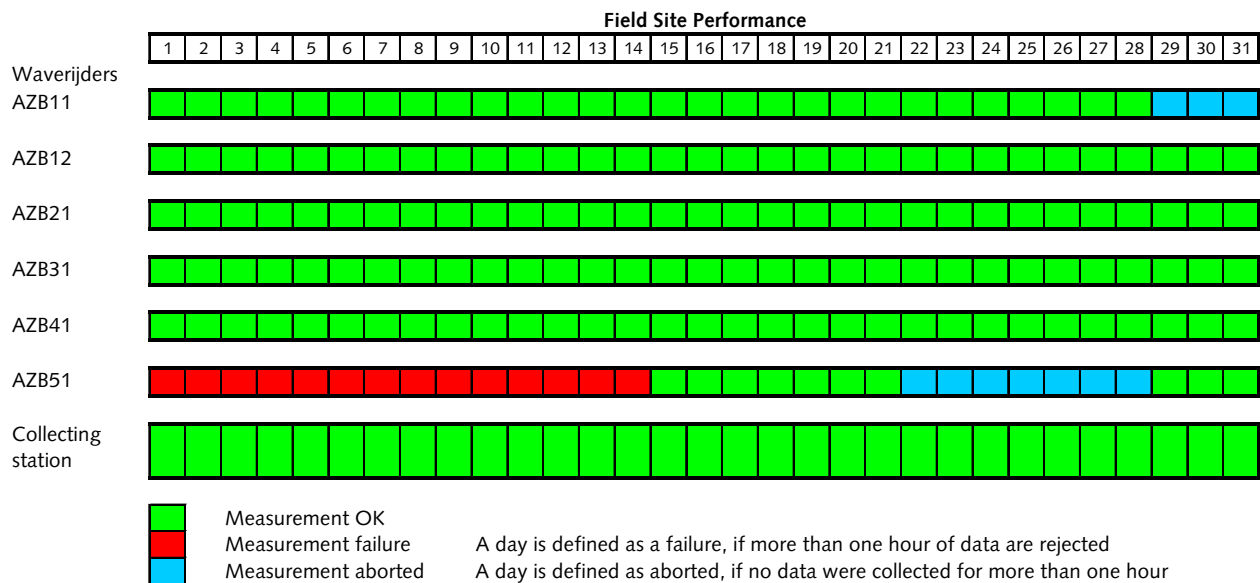 Field Site Performance
1 2 3 4 5 6 7 8 9 10 11 12 13 14 15 16 17 18 19 20 21 22 23 24 25 26 27 28 29 30 31
Waverijders
AZB11
AZB12
AZB21
AZB31
AZB41
AZB51
Collecting
station
Measurement OK
Measurement failure A day is defined as a failure, if more than one hour of data are rejected
Measurement aborted A day is defined as aborted, if no data were collected for more than one hour